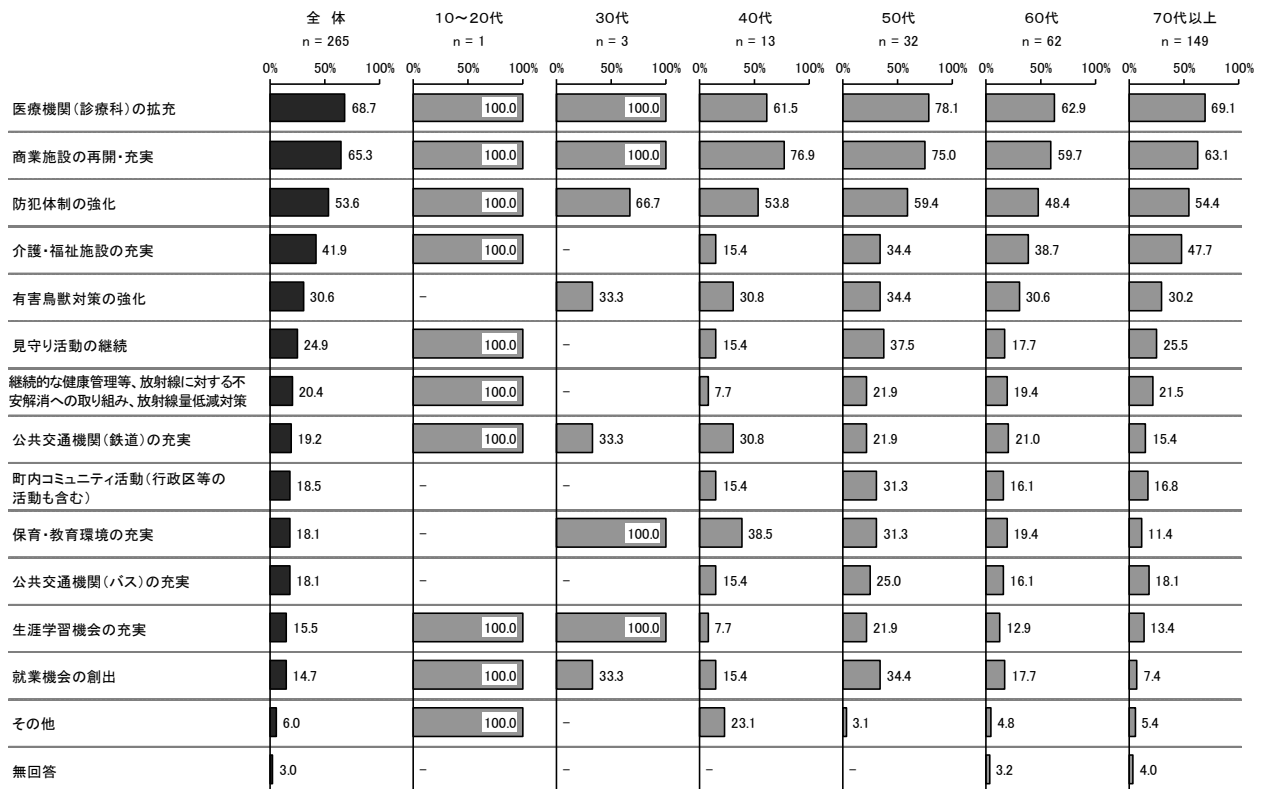 全 体 10～20代 30代 40代 50代 60代 70代以上
n = 265 n = 1 n = 3 n = 13 n = 32 n = 62 n = 149
0% 50% 100% 0% 50% 100% 0% 50% 100% 0% 50% 100% 0% 50% 100% 0% 50% 100% 0% 50% 100%
医療機関（診療科）の拡充 68.7 100.0 100.0 61.5 78.1 62.9 69.1
商業施設の再開・充実 65.3 100.0 100.0 76.9 75.0 59.7 63.1
防犯体制の強化 53.6 100.0 66.7 53.8 59.4 48.4 54.4
介護・福祉施設の充実 41.9 100.0 － 15.4 34.4 38.7 47.7
有害鳥獣対策の強化 30.6 － 33.3 30.8 34.4 30.6 30.2
見守り活動の継続 24.9 100.0 － 15.4 37.5 17.7 25.5
継続的な健康管理等、放射線に対する不
安解消への取り組み、放射線量低減対策 20.4 100.0 － 7.7 21.9 19.4 21.5
公共交通機関（鉄道）の充実 19.2 100.0 33.3 30.8 21.9 21.0 15.4
町内コミュニティ活動（行政区等の
活動も含む） 18.5 － － 15.4 31.3 16.1 16.8
保育・教育環境の充実 18.1 － 100.0 38.5 31.3 19.4 11.4
公共交通機関（バス）の充実 18.1 － － 15.4 25.0 16.1 18.1
生涯学習機会の充実 15.5 100.0 100.0 7.7 21.9 12.9 13.4
就業機会の創出 14.7 100.0 33.3 15.4 34.4 17.7 7.4
その他 6.0 100.0 － 23.1 3.1 4.8 5.4
無回答 3.0 － － － － 3.2 4.0